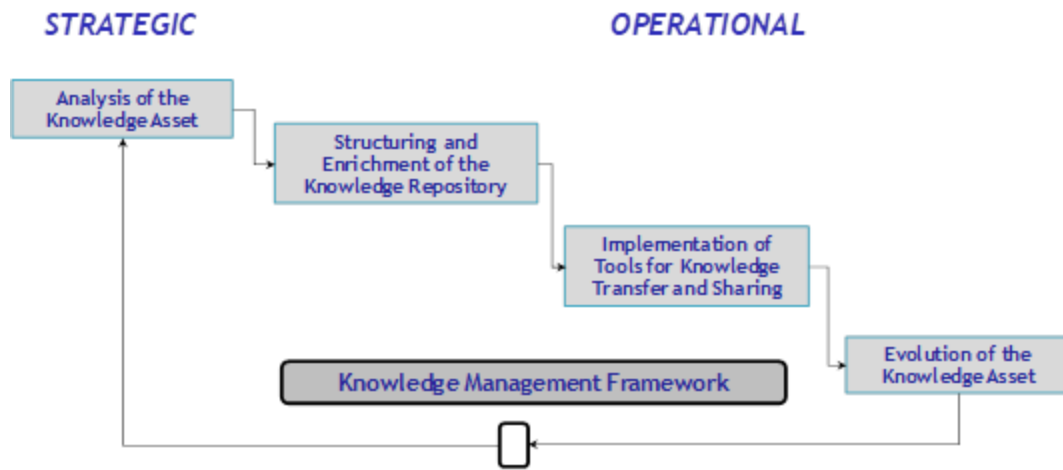 STRATEGIC
OPERATIONAL
Analysis of the
Knowledge Asset
Structuring and
Enrichment of the
Knowledge Repository
Implementation of
Tools for Knowledge
Transfer and Sharing
Evolution of the
Knowledge Asset
Knowledge Management Framework